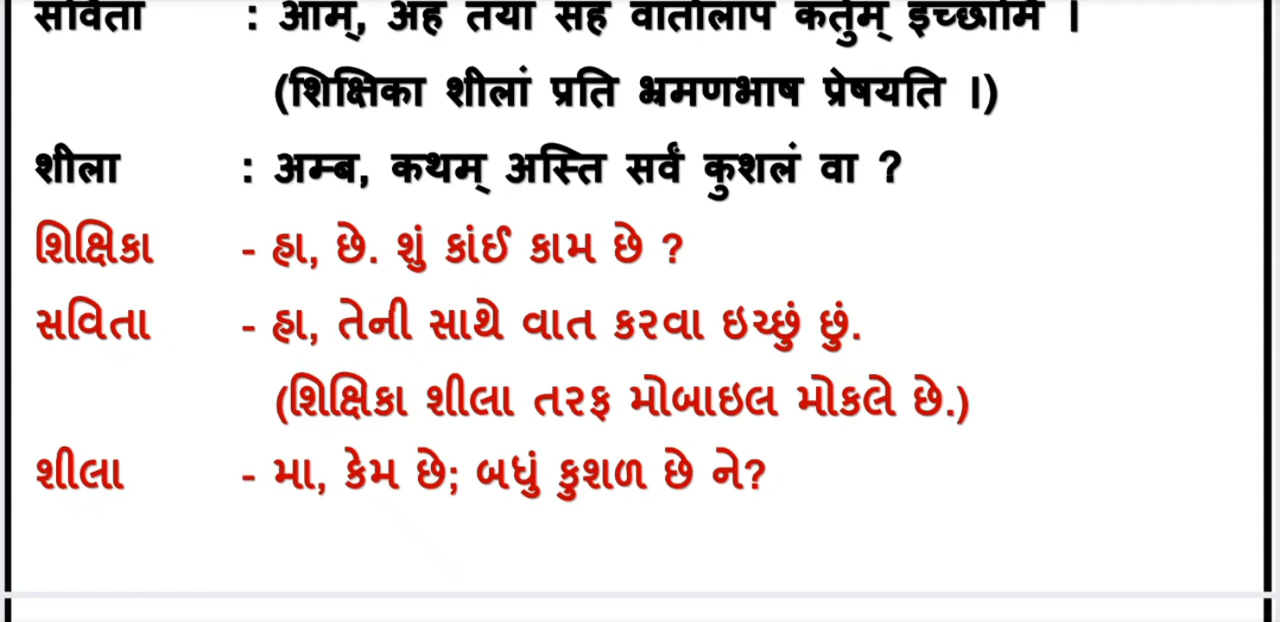 सविता : आम्, अहं तया सह वार्तालापं कर्तुम् इच्छामि ।
(शिक्षिका शीलां प्रति भ्रमणभाष प्रेषयति ।)
शीला : अम्ब, कथम् अस्ति सर्वं कुशलं वा ?
શિક્ષિકા - હા, છે. શું કાંઈ કામ છે ?
સવિતા - હા, તેની સાથે વાત કરવા ઇચ્છું છું.
(શિક્ષિકા શીલા તરફ મોબાઇલ મોકલે છે.)
શીલા - મા, કેમ છે; બધું કુશળ છે ને?